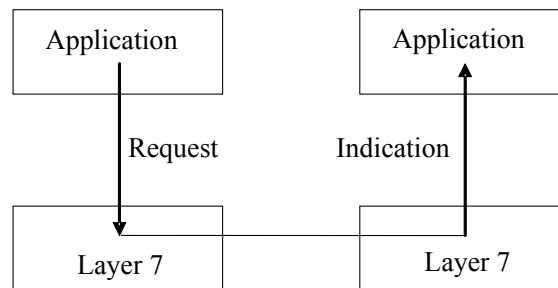 Application
Application
Request
Indication
Layer 7
Layer 7